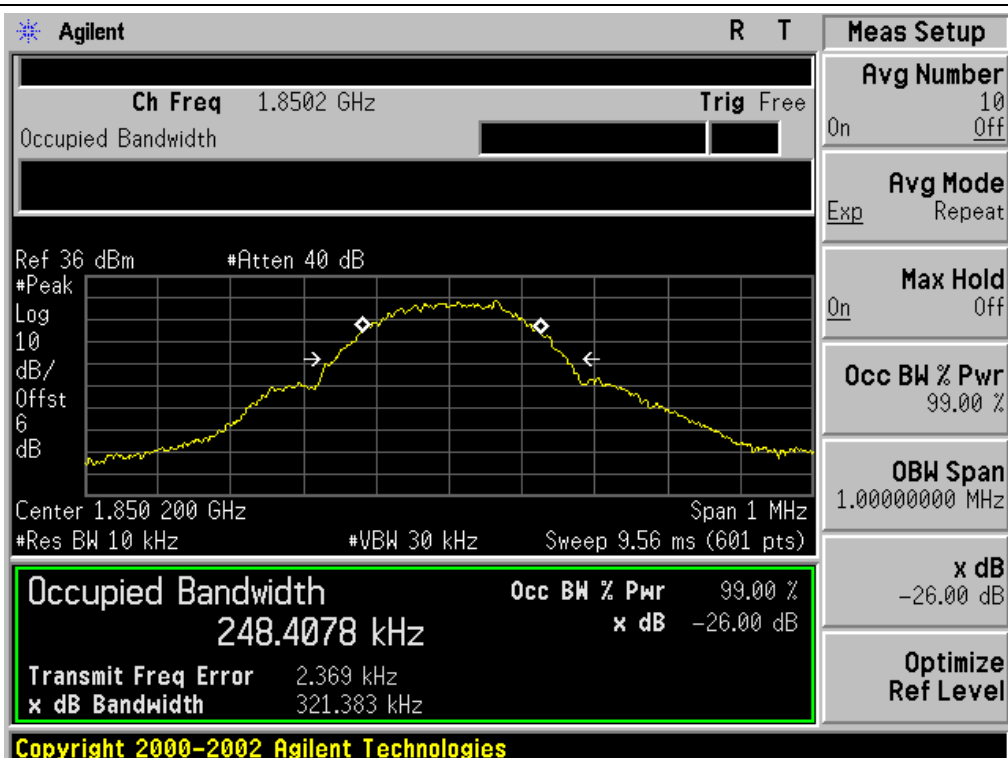 Agilent R T
Ch Freq 1.8502 GHz Trig Free
Occupied Bandwidth
Ref 36 dBm #Atten 40 dB
#Peak
Log
10
dB/
Offst
6
dB
Center 1.850 200 GHz Span 1 MHz
#Res BW 10 kHz #VBW 30 kHz Sweep 9.56 ms (601 pts)
Occupied Bandwidth
248.4078 kHz
Occ BW % Pwr 99.00 %
x dB -26.00 dB
Transmit Freq Error 2.369 kHz
x dB Bandwidth 321.383 kHz
Copyright 2000-2002 Agilent Technologies
Meas Setup
Avg Number
10
On Off
Avg Mode
Exp Repeat
Max Hold
On Off
Occ BW % Pwr
99.00 %
OBW Span
1.00000000 MHz
x dB
-26.00 dB
Optimize
Ref Level